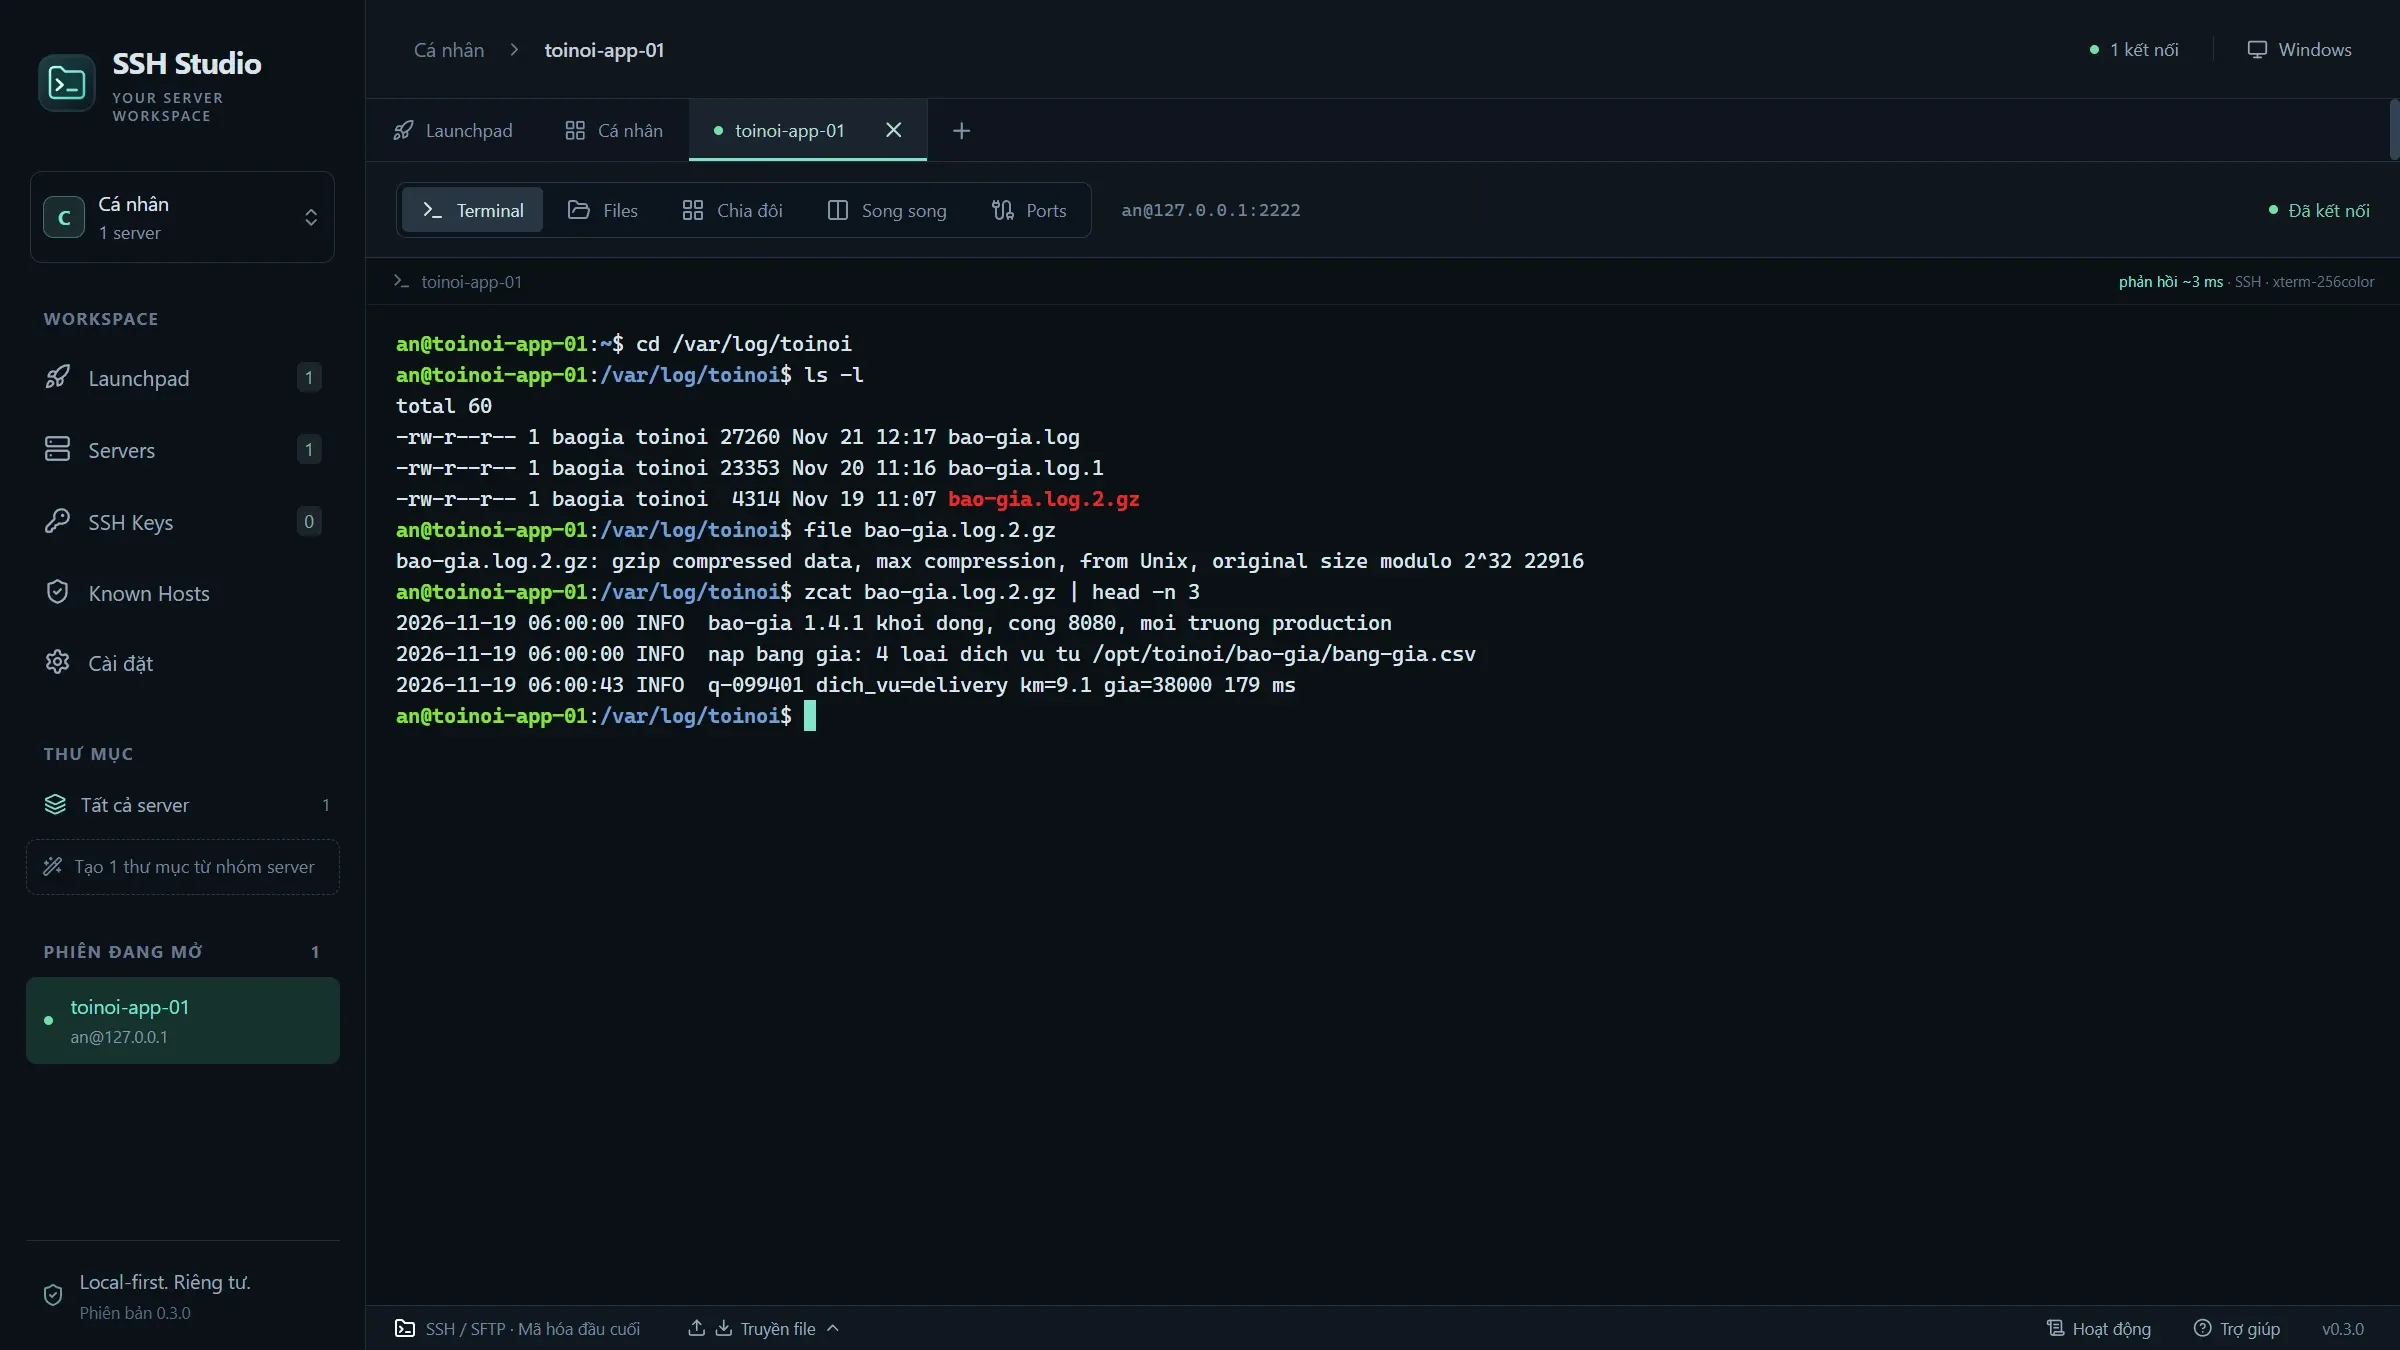 SSH Studio
YOUR SERVER
WORKSPACE
C
Cá nhân
1 server
WORKSPACE
Launchpad 1
Servers 1
SSH Keys 0
Known Hosts
Cài đặt
THƯ MỤC
Tất cả server 1
Tạo 1 thư mục từ nhóm server
PHIÊN ĐANG MỞ 1
toinoi-app-01
an@127.0.0.1
Local-first. Riêng tư.
Phiên bản 0.3.0
Cá nhân > toinoi-app-01
1 kết nối
Windows
Launchpad
Cá nhân
toinoi-app-01
Terminal
Files
Chia đôi
Song song
Ports
an@127.0.0.1:2222
Đã kết nối
toinoi-app-01
phản hồi ~3 ms · SSH · xterm-256color
an@toinoi-app-01:~$ cd /var/log/toinoi
an@toinoi-app-01:/var/log/toinoi$ ls -l
total 60
-rw-r--r-- 1 baogia toinoi 27260 Nov 21 12:17 bao-gia.log
-rw-r--r-- 1 baogia toinoi 23353 Nov 20 11:16 bao-gia.log.1
-rw-r--r-- 1 baogia toinoi  4314 Nov 19 11:07 bao-gia.log.2.gz
an@toinoi-app-01:/var/log/toinoi$ file bao-gia.log.2.gz
bao-gia.log.2.gz: gzip compressed data, max compression, from Unix, original size modulo 2^32 22916
an@toinoi-app-01:/var/log/toinoi$ zcat bao-gia.log.2.gz | head -n 3
2026-11-19 06:00:00 INFO  bao-gia 1.4.1 khoi dong, cong 8080, moi truong production
2026-11-19 06:00:00 INFO  nap bang gia: 4 loai dich vu tu /opt/toinoi/bao-gia/bang-gia.csv
2026-11-19 06:00:43 INFO  q-099401 dich_vu=delivery km=9.1 gia=38000 179 ms
an@toinoi-app-01:/var/log/toinoi$
SSH / SFTP · Mã hóa đầu cuối
Truyền file
Hoạt động
Trợ giúp
v0.3.0